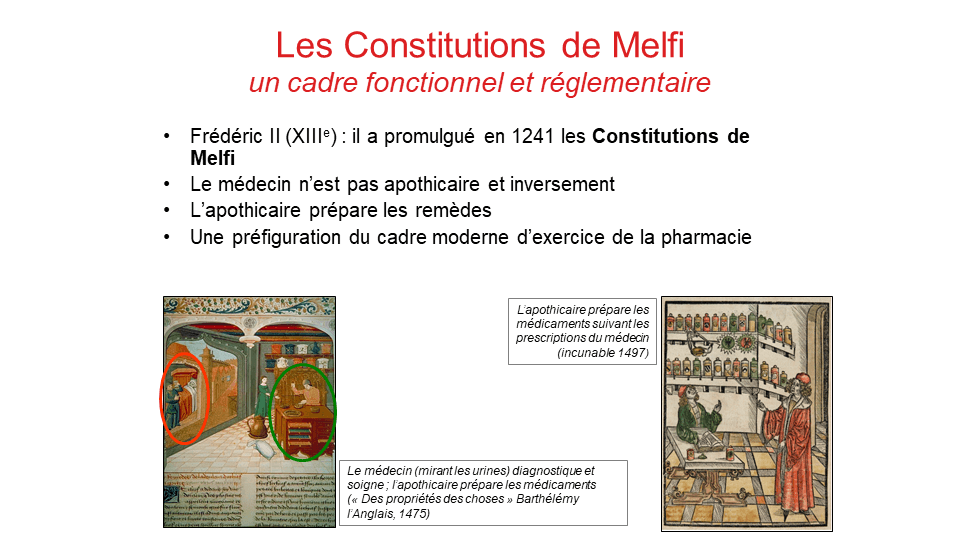 Les Constitutions de Melfi
un cadre fonctionnel et réglementaire
• Frédéric II (XIIIe) : il a promulgué en 1241 les Constitutions de
Melfi
• Le médecin n’est pas apothicaire et inversement
• L’apothicaire prépare les remèdes
• Une préfiguration du cadre moderne d’exercice de la pharmacie
L’apothicaire prépare les
médicaments suivant les
prescriptions du médecin
(incunable 1497)
Le médecin (mirant les urines) diagnostique et
soigne ; l’apothicaire prépare les médicaments
(« Des propriétés des choses » Barthélémy
l’Anglais, 1475)